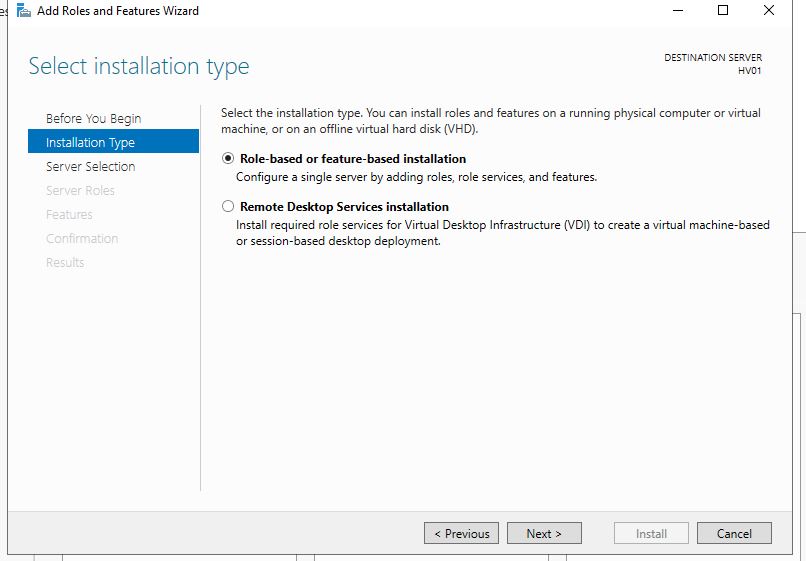 es
Add Roles and Features Wizard
Select installation type
DESTINATION SERVER
HV01
Before You Begin
Installation Type
Server Selection
Server Roles
Features
Confirmation
Results
Select the installation type. You can install roles and features on a running physical computer or virtual
machine, or on an offline virtual hard disk (VHD).
Role-based or feature-based installation
Configure a single server by adding roles, role services, and features.
Remote Desktop Services installation
Install required role services for Virtual Desktop Infrastructure (VDI) to create a virtual machine-based
or session-based desktop deployment.
< Previous
Next >
Install
Cancel